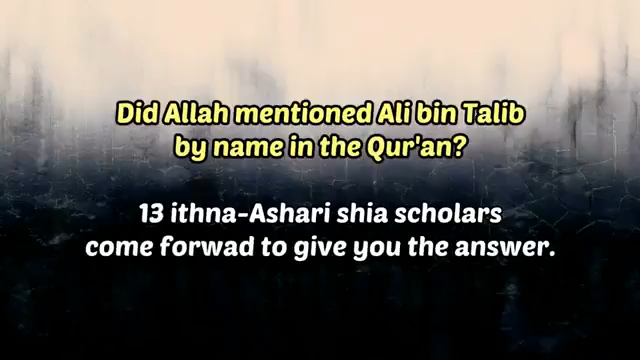 Did Allah mentioned Ali bin Talib
by name in the Qur'an?
13 ithna-Ashari shia scholars
come forwad to give you the answer.